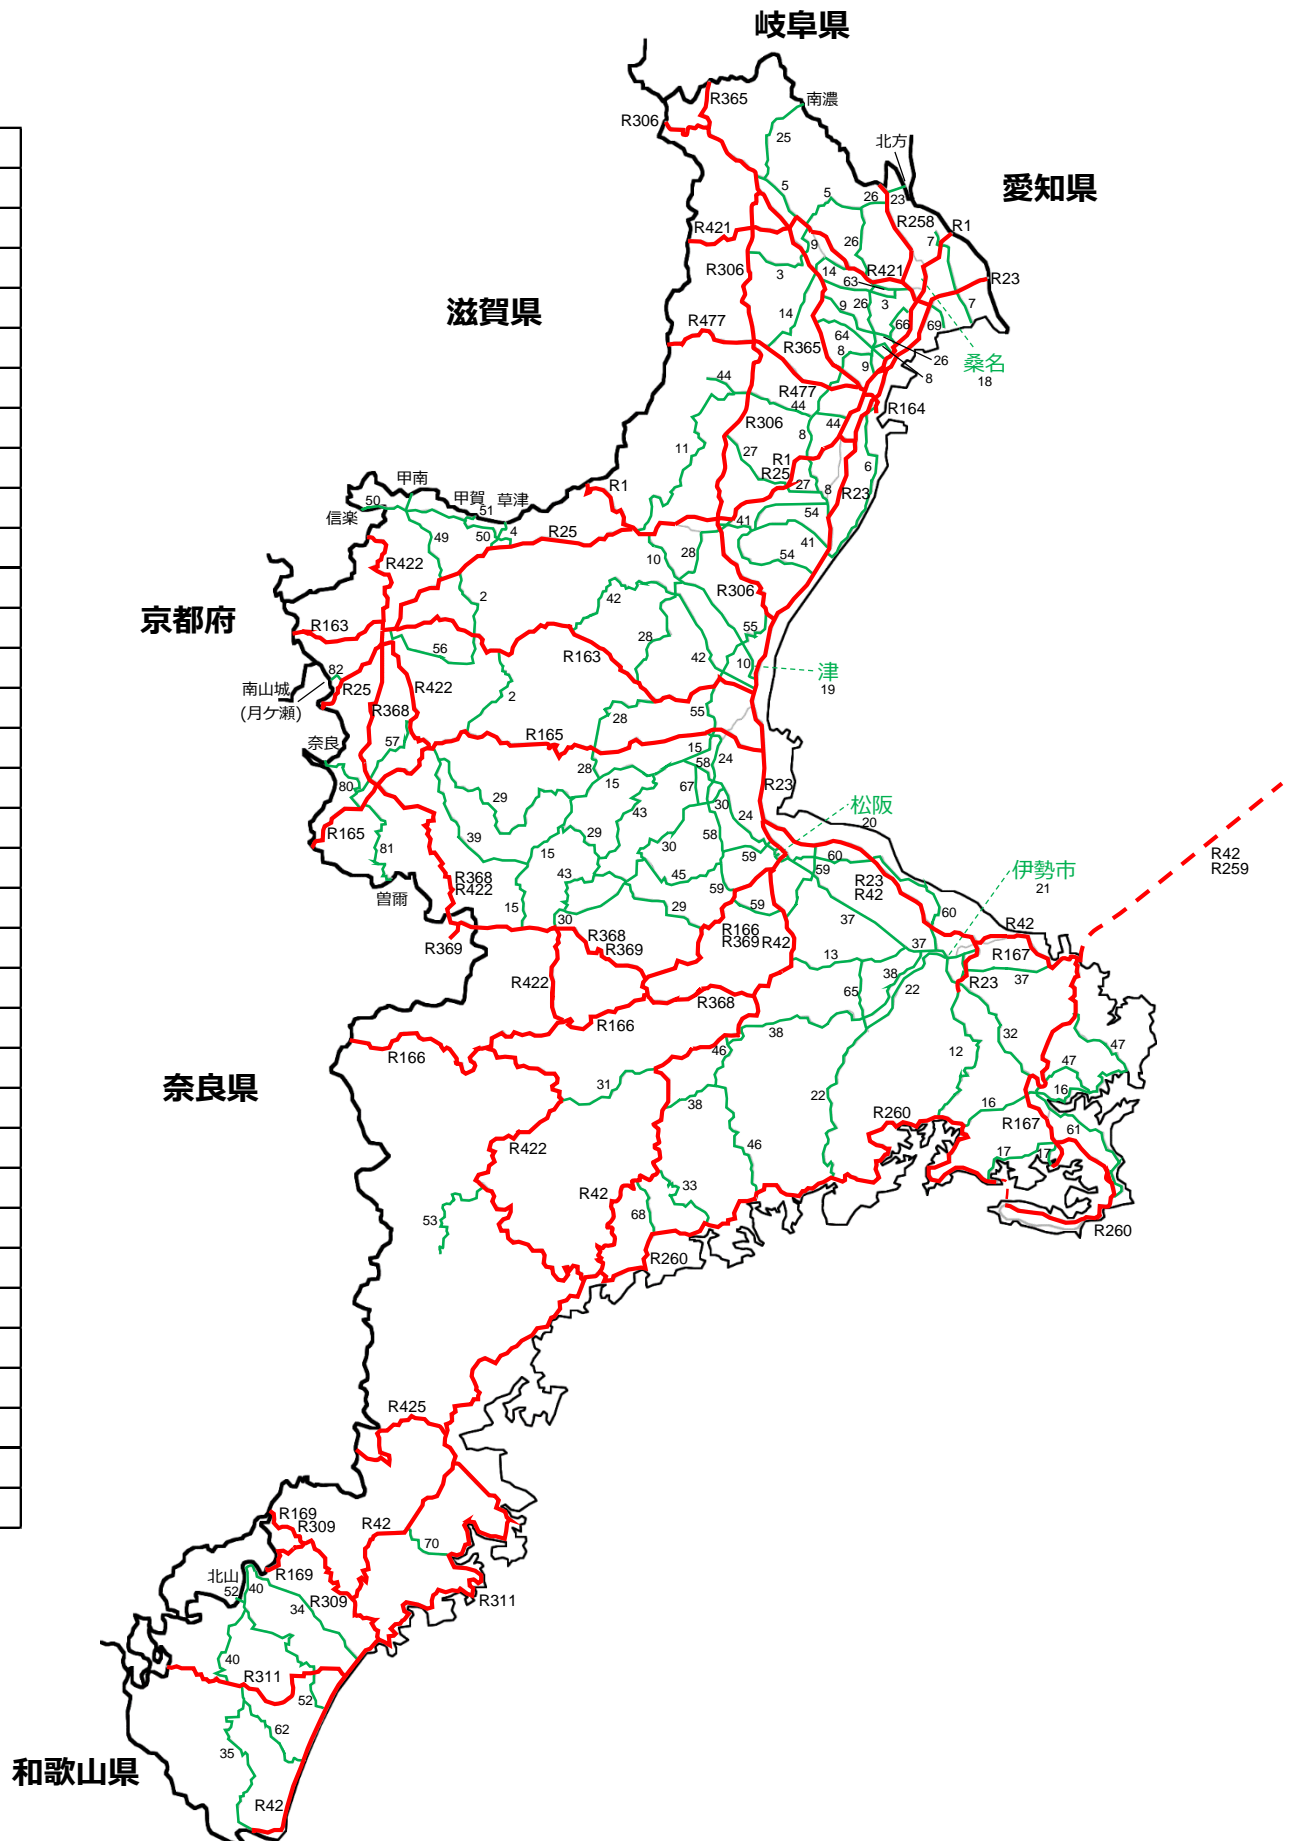 岐阜県
R365
南濃
R306
25
北方
愛知県
5
5
26
23
R258
R1
R421
7
9
26
R306
3
14
R421
R23
63
滋賀県
9
26
3
7
14
66
69
R477
64
R365
8
26
桑名
9
8
18
44
R477
44
R164
R306
44
8
11
27
R1
R25
6
甲南
27
8
R23
甲賀
草津
R1
50
51
信楽
54
4
41
R25
49
50
41
28
54
10
R422
R306
2
42
京都府
R163
55
28
56
R163
42
10
津
82
19
南山城
(月ケ瀬)
R25
R422
2
R368
28
55
奈良
57
R165
15
24
58
28
80
15
67
R23
29
43
30
松阪
24
20
R165
39
29
58
30
81
15
59
60
伊勢市
R42
R259
43
45
59
R23
R42
21
R368
R422
曽爾
59
15
29
59
37
60
30
R42
R368
R369
R166
R369
R42
R369
37
R167
13
38
37
R422
65
22
R23
R368
R166
38
32
R166
46
12
47
47
奈良県
31
16
38
22
16
R260
R167
61
R422
46
17
17
R42
33
53
68
R260
R260
R425
R169
R309
R42
70
R169
北山
52
40
R309
34
R311
40
R311
52
62
35
和歌山県
R42